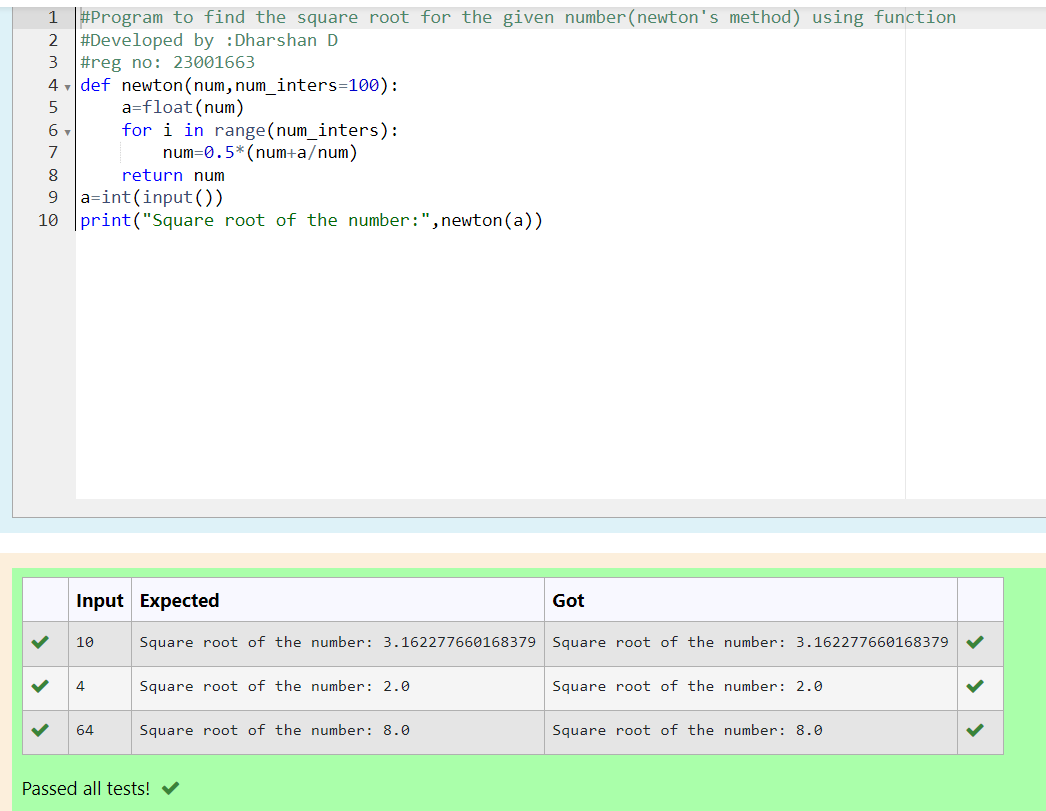 1 #Program to find the square root for the given number(newton's method) using function
2 #Developed by :Dharshan D
3 #reg no: 23001663
4 def newton(num,num_inters=100):
5     a=float(num)
6     for i in range(num_inters):
7         num=0.5*(num+a/num)
8     return num
9 a=int(input())
10 print("Square root of the number:",newton(a))
Input Expected Got
10 Square root of the number: 3.162277660168379 Square root of the number: 3.162277660168379
4 Square root of the number: 2.0 Square root of the number: 2.0
64 Square root of the number: 8.0 Square root of the number: 8.0
Passed all tests!